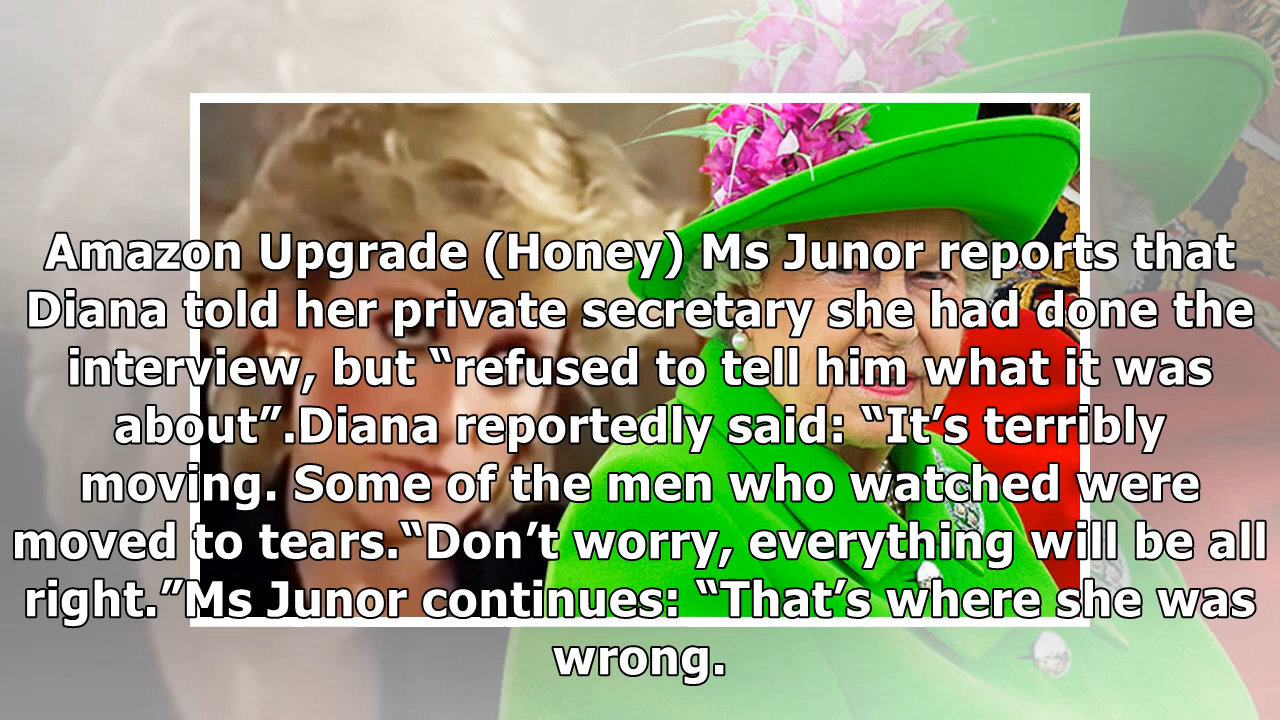 Amazon Upgrade (Honey) Ms Junor reports that
Diana told her private secretary she had done the
interview, but “refused to tell him what it was
about”.Diana reportedly said: “It’s terribly
moving. Some of the men who watched were
moved to tears.“Don’t worry, everything will be all
right.”Ms Junor continues: “That’s where she was
wrong.